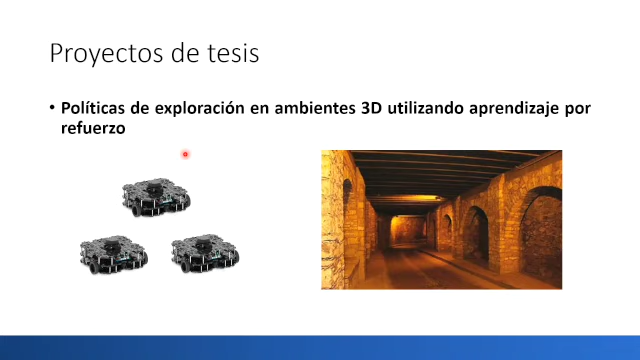 Proyectos de tesis
• Políticas de exploración en ambientes 3D utilizando aprendizaje por
refuerzo